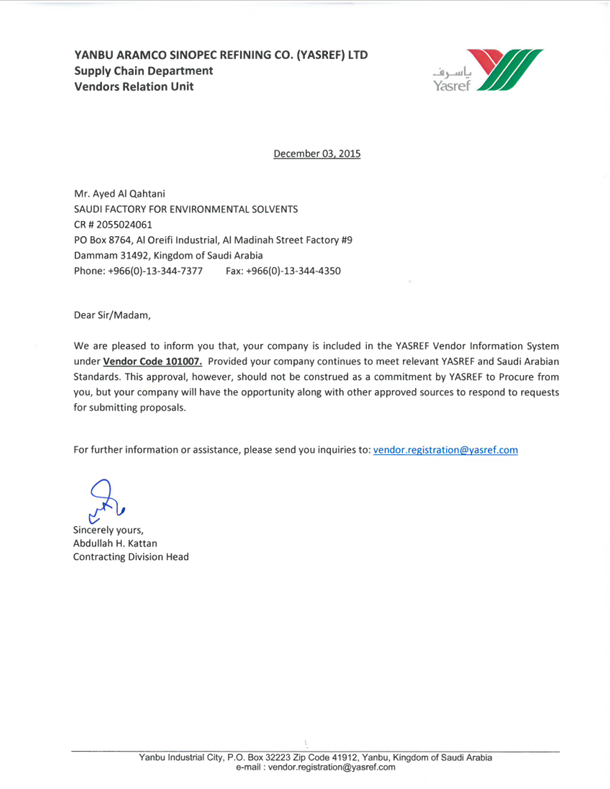 YANBU ARAMCO SINOPEC REFINING CO. (YASREF) LTD
Supply Chain Department
Vendors Relation Unit
ياسرف
Yasref
December 03, 2015
Mr. Ayed Al Qahtani
SAUDI FACTORY FOR ENVIRONMENTAL SOLVENTS
CR # 2055024061
PO Box 8764, Al Oreifi Industrial, Al Madinah Street Factory #9
Dammam 31492, Kingdom of Saudi Arabia
Phone: +966(0)-13-344-7377 Fax: +966(0)-13-344-4350
Dear Sir/Madam,
We are pleased to inform you that, your company is included in the YASREF Vendor Information System
under Vendor Code 101007. Provided your company continues to meet relevant YASREF and Saudi Arabian
Standards. This approval, however, should not be construed as a commitment by YASREF to Procure from
you, but your company will have the opportunity along with other approved sources to respond to requests
for submitting proposals.
For further information or assistance, please send you inquiries to: vendor.registration@yasref.com
Sincerely yours,
Abdullah H. Kattan
Contracting Division Head
Yanbu Industrial City, P.O. Box 32223 Zip Code 41912, Yanbu, Kingdom of Saudi Arabia
e-mail : vendor.registration@yasref.com